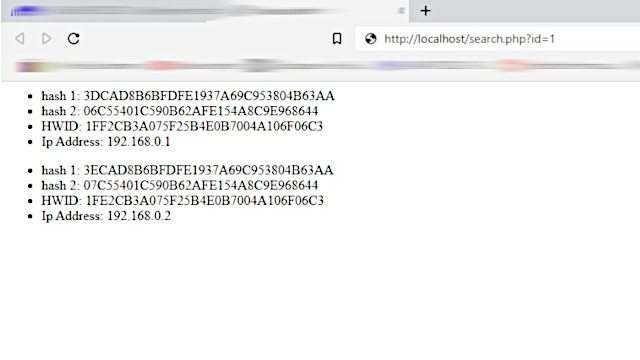 http://localhost/search.php?id=1
hash 1: 3DCAD8B6BFDFE1937A69C953804B63AA
hash 2: 06C55401C590B62AFE154A8C9E968644
HWID: 1FF2CB3A075F25B4E0B7004A106F06C3
Ip Address: 192.168.0.1
hash 1: 3ECAD8B6BFDFE1937A69C953804B63AA
hash 2: 07C55401C590B62AFE154A8C9E968644
HWID: 1FE2CB3A075F25B4E0B7004A106F06C3
Ip Address: 192.168.0.2